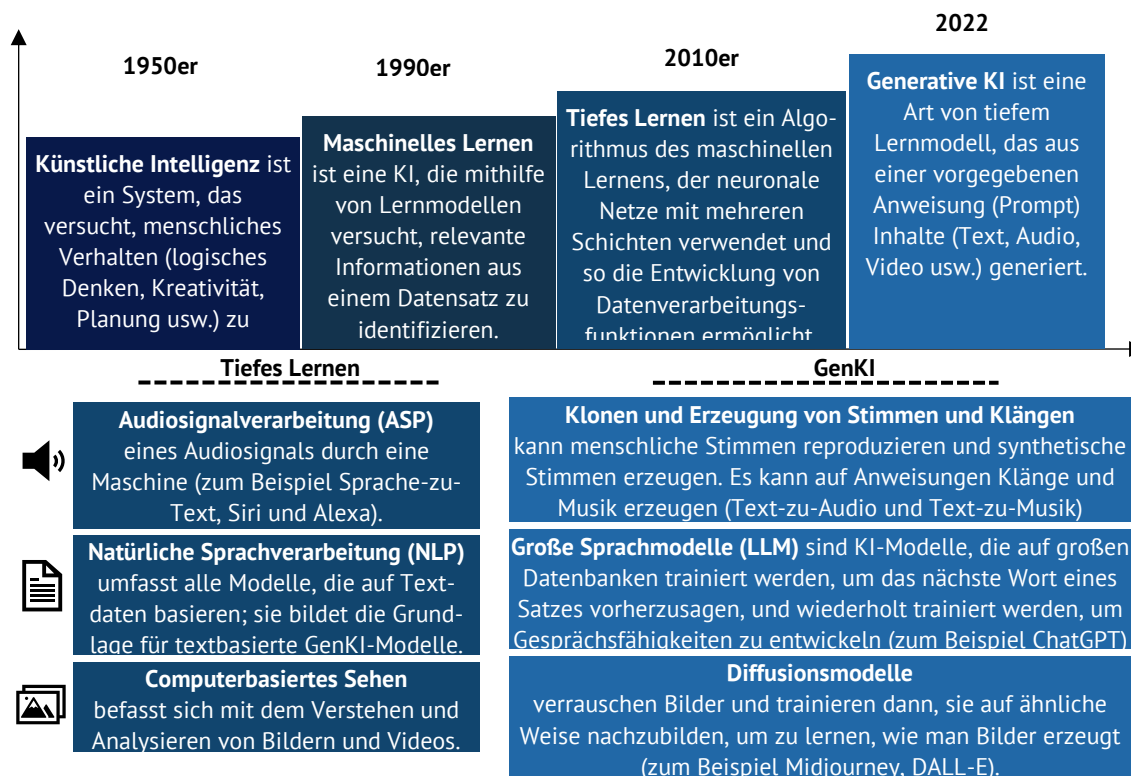 1950er
1990er
2010er
2022
Künstliche Intelligenz ist
ein System, das
versucht, menschliches
Verhalten (logisches
Denken, Kreativität,
Planung usw.) zu
Maschinelles Lernen
ist eine KI, die mithilfe
von Lernmodellen
versucht, relevante
Informationen aus
einem Datensatz zu
identifizieren.
Tiefes Lernen ist ein Algo-
rithmus des maschinellen
Lernens, der neuronale
Netze mit mehreren
Schichten verwendet und
so die Entwicklung von
Datenverarbeitungs-
funktionen ermöglicht
Generative KI ist eine
Art von tiefem
Lernmodell, das aus
einer vorgegebenen
Anweisung (Prompt)
Inhalte (Text, Audio,
Video usw.) generiert.
Tiefes Lernen
Audiosignalverarbeitung (ASP)
eines Audiosignals durch eine
Maschine (zum Beispiel Sprache-zu-
Text, Siri und Alexa).
Natürliche Sprachverarbeitung (NLP)
umfasst alle Modelle, die auf Text-
daten basieren; sie bildet die Grund-
lage für textbasierte GenKI-Modelle.
Computerbasiertes Sehen
befasst sich mit dem Verstehen und
Analysieren von Bildern und Videos.
GenKI
Klonen und Erzeugung von Stimmen und Klängen
kann menschliche Stimmen reproduzieren und synthetische
Stimmen erzeugen. Es kann auf Anweisungen Klänge und
Musik erzeugen (Text-zu-Audio und Text-zu-Musik)
Große Sprachmodelle (LLM) sind KI-Modelle, die auf großen
Datenbanken trainiert werden, um das nächste Wort eines
Satzes vorherzusagen, und wiederholt trainiert werden, um
Gesprächsfähigkeiten zu entwickeln (zum Beispiel ChatGPT)
Diffusionsmodelle
verrauschen Bilder und trainieren dann, sie auf ähnliche
Weise nachzubilden, um zu lernen, wie man Bilder erzeugt
(zum Beispiel Midjourney, DALL-E).